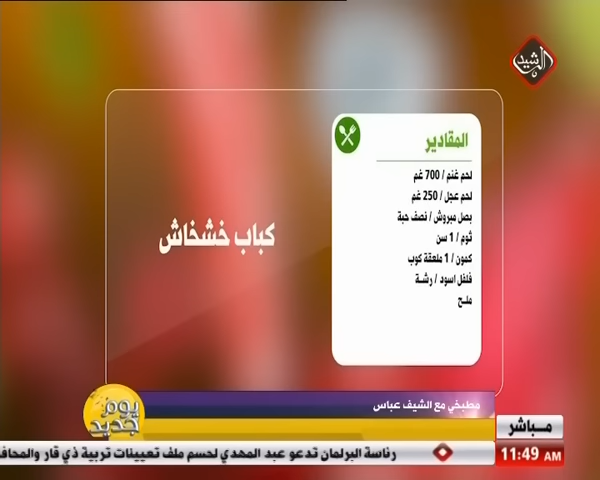 الرشيد
المقادير
لحم غنم / 700 غم
لحم عجل / 250 غم
بصل مبروش / نصف حبة
ثوم / 1 سن
كمون / 1 ملعقة كوب
فلفل اسود / رشة
ملح
كباب خشخاش
مطبخي مع الشيف عباس
يوم جديد
مباشر
11:49 AM
رئاسة البرلمان تدعو عبد المهدي لحسم ملف تعيينات تربية ذي قار والمحاف